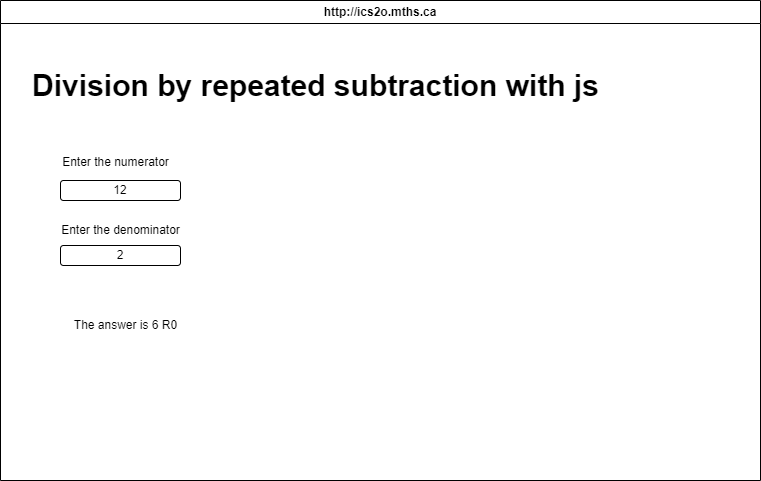 http://ics2o.mths.ca
Division by repeated subtraction with js
Enter the numerator
12
Enter the denominator
2
The answer is 6 R0